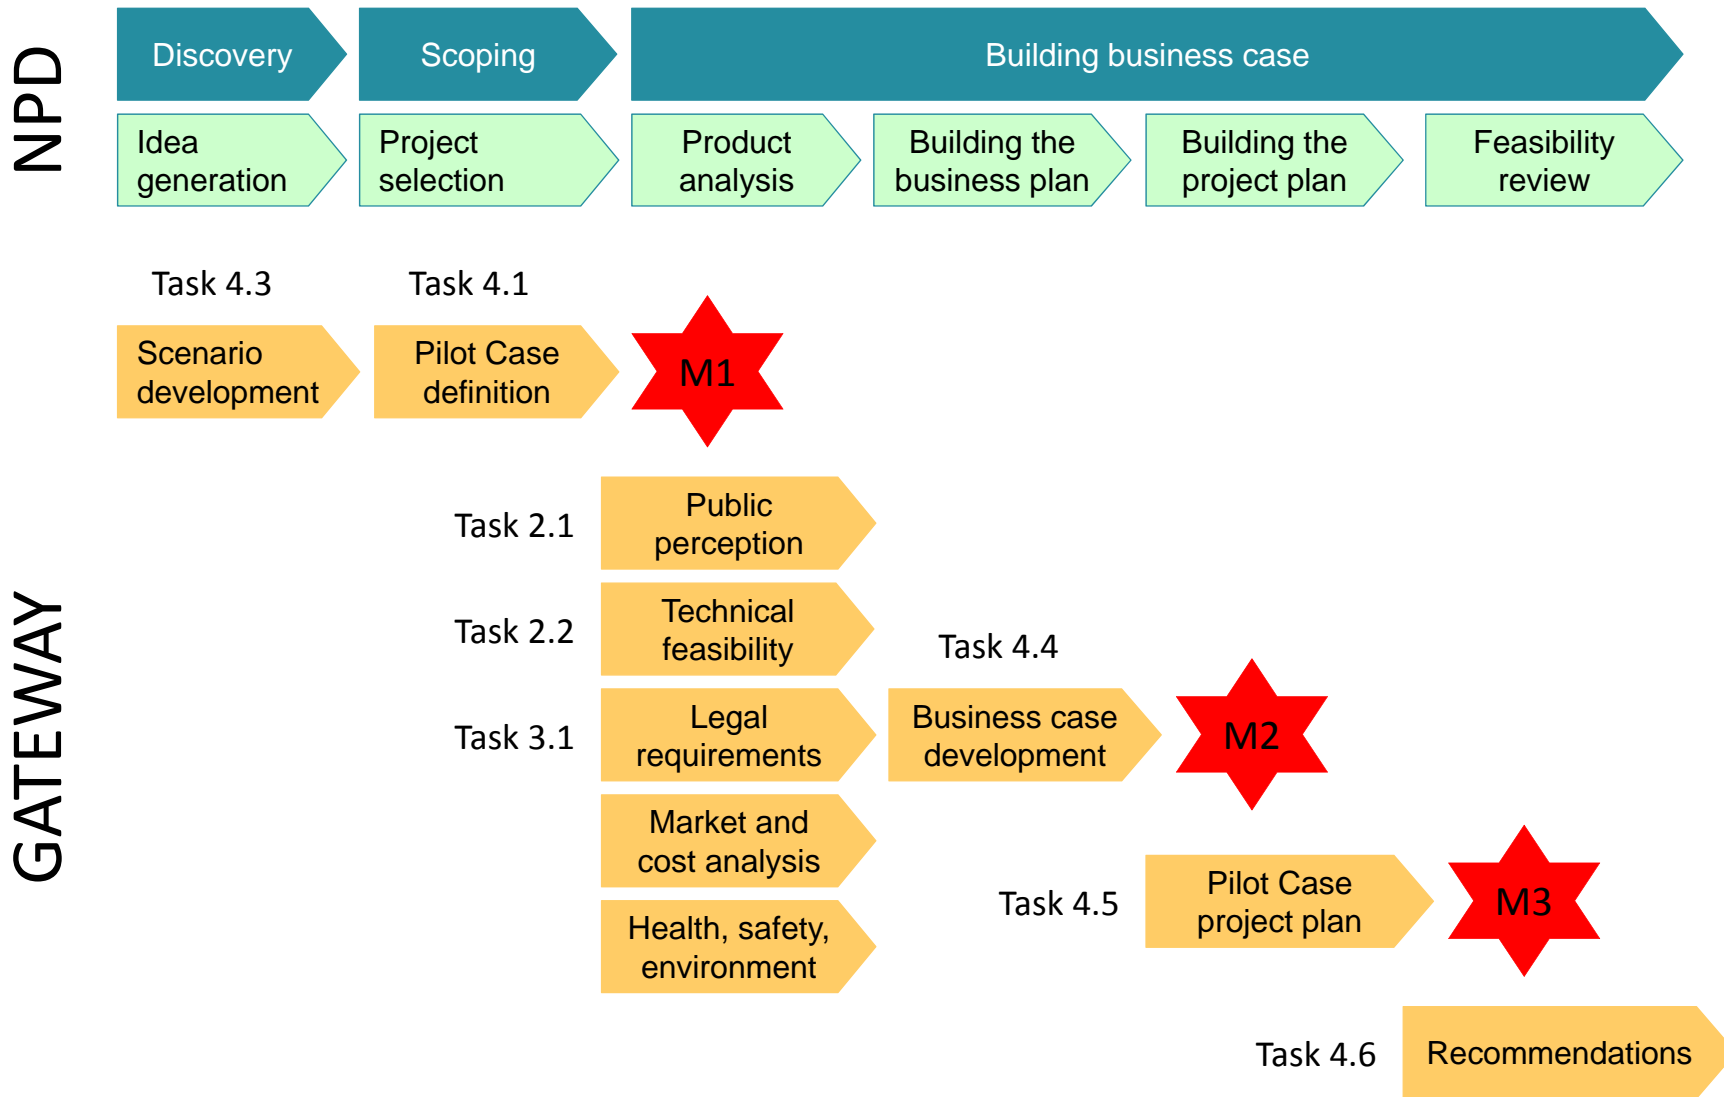 NPD
Discovery
Scoping
Building business case
Idea
generation
Project
selection
Product
analysis
Building the
business plan
Building the
project plan
Feasibility
review
GATEWAY
Task 4.3
Task 4.1
Scenario
development
Pilot Case
definition
M1
Task 2.1
Public
perception
Task 2.2
Technical
feasibility
Task 4.4
Task 3.1
Legal
requirements
Business case
development
M2
Market and
cost analysis
Task 4.5
Pilot Case
project plan
M3
Health, safety,
environment
Task 4.6
Recommendations